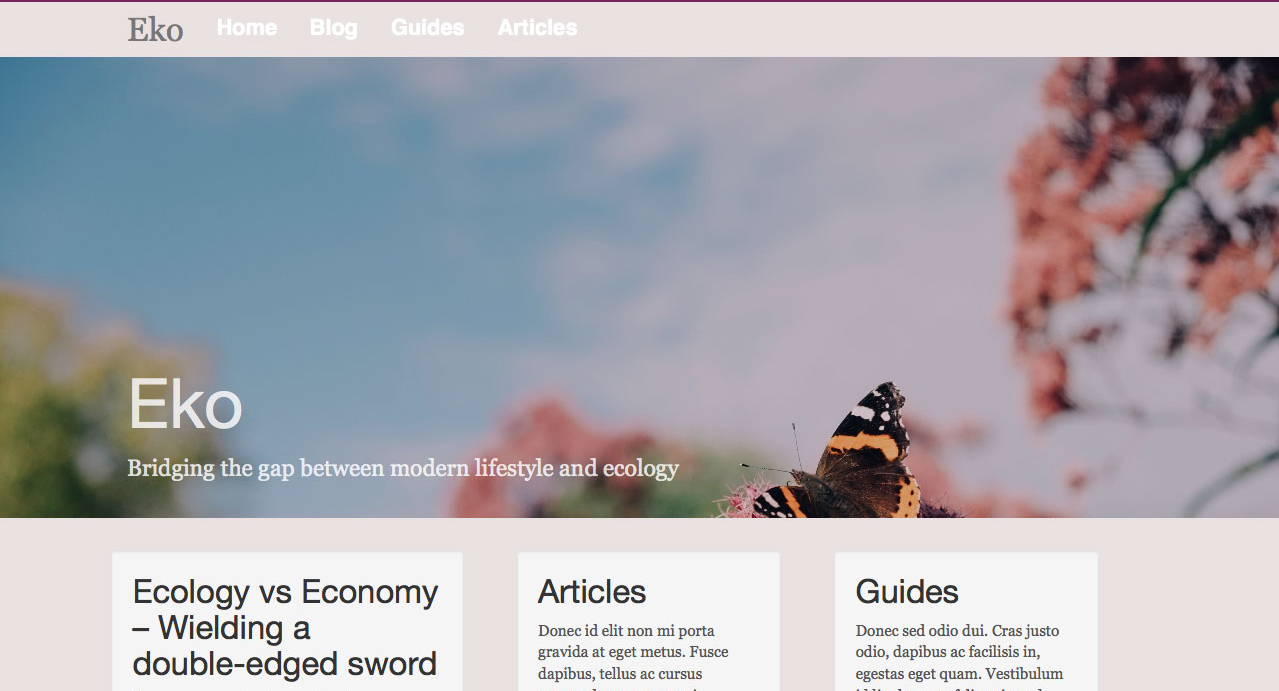 Eko Home Blog Guides Articles
Eko
Bridging the gap between modern lifestyle and ecology
Ecology vs Economy
– Wielding a
double-edged sword
Articles
Donec id elit non mi porta
gravida at eget metus. Fusce
dapibus, tellus ac cursus
Guides
Donec sed odio dui. Cras justo
odio, dapibus ac facilisis in,
egestas eget quam. Vestibulum